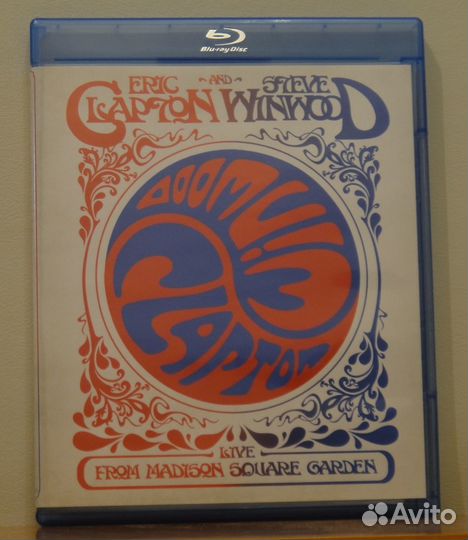 Blu-ray Disc
ERIC AND STEVE
CLAPTON WINWOOD
WINWOOD
CLAPTON
LIVE
FROM MADISON SQUARE GARDEN
Avito